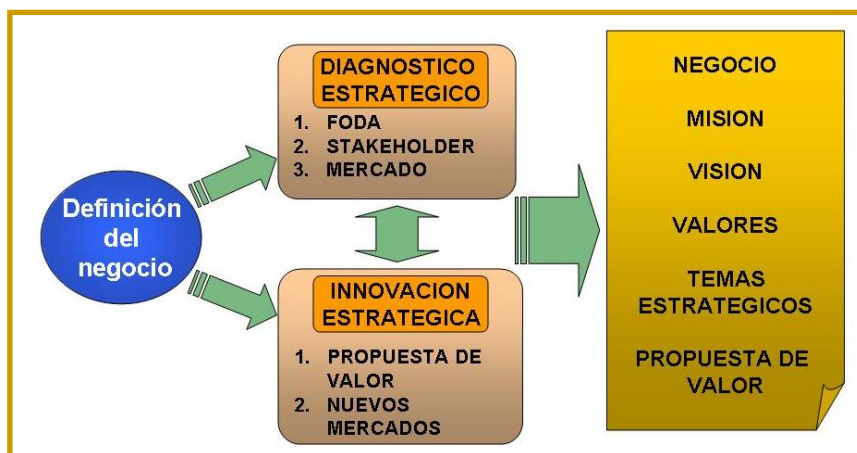 Definición
del
negocio
DIAGNOSTICO
ESTRATEGICO
1. FODA
2. STAKEHOLDER
3. MERCADO
INNOVACION
ESTRATEGICA
1. PROPUESTA DE
VALOR
2. NUEVOS
MERCADOS
NEGOCIO
MISION
VISION
VALORES
TEMAS
ESTRATEGICOS
PROPUESTA DE
VALOR